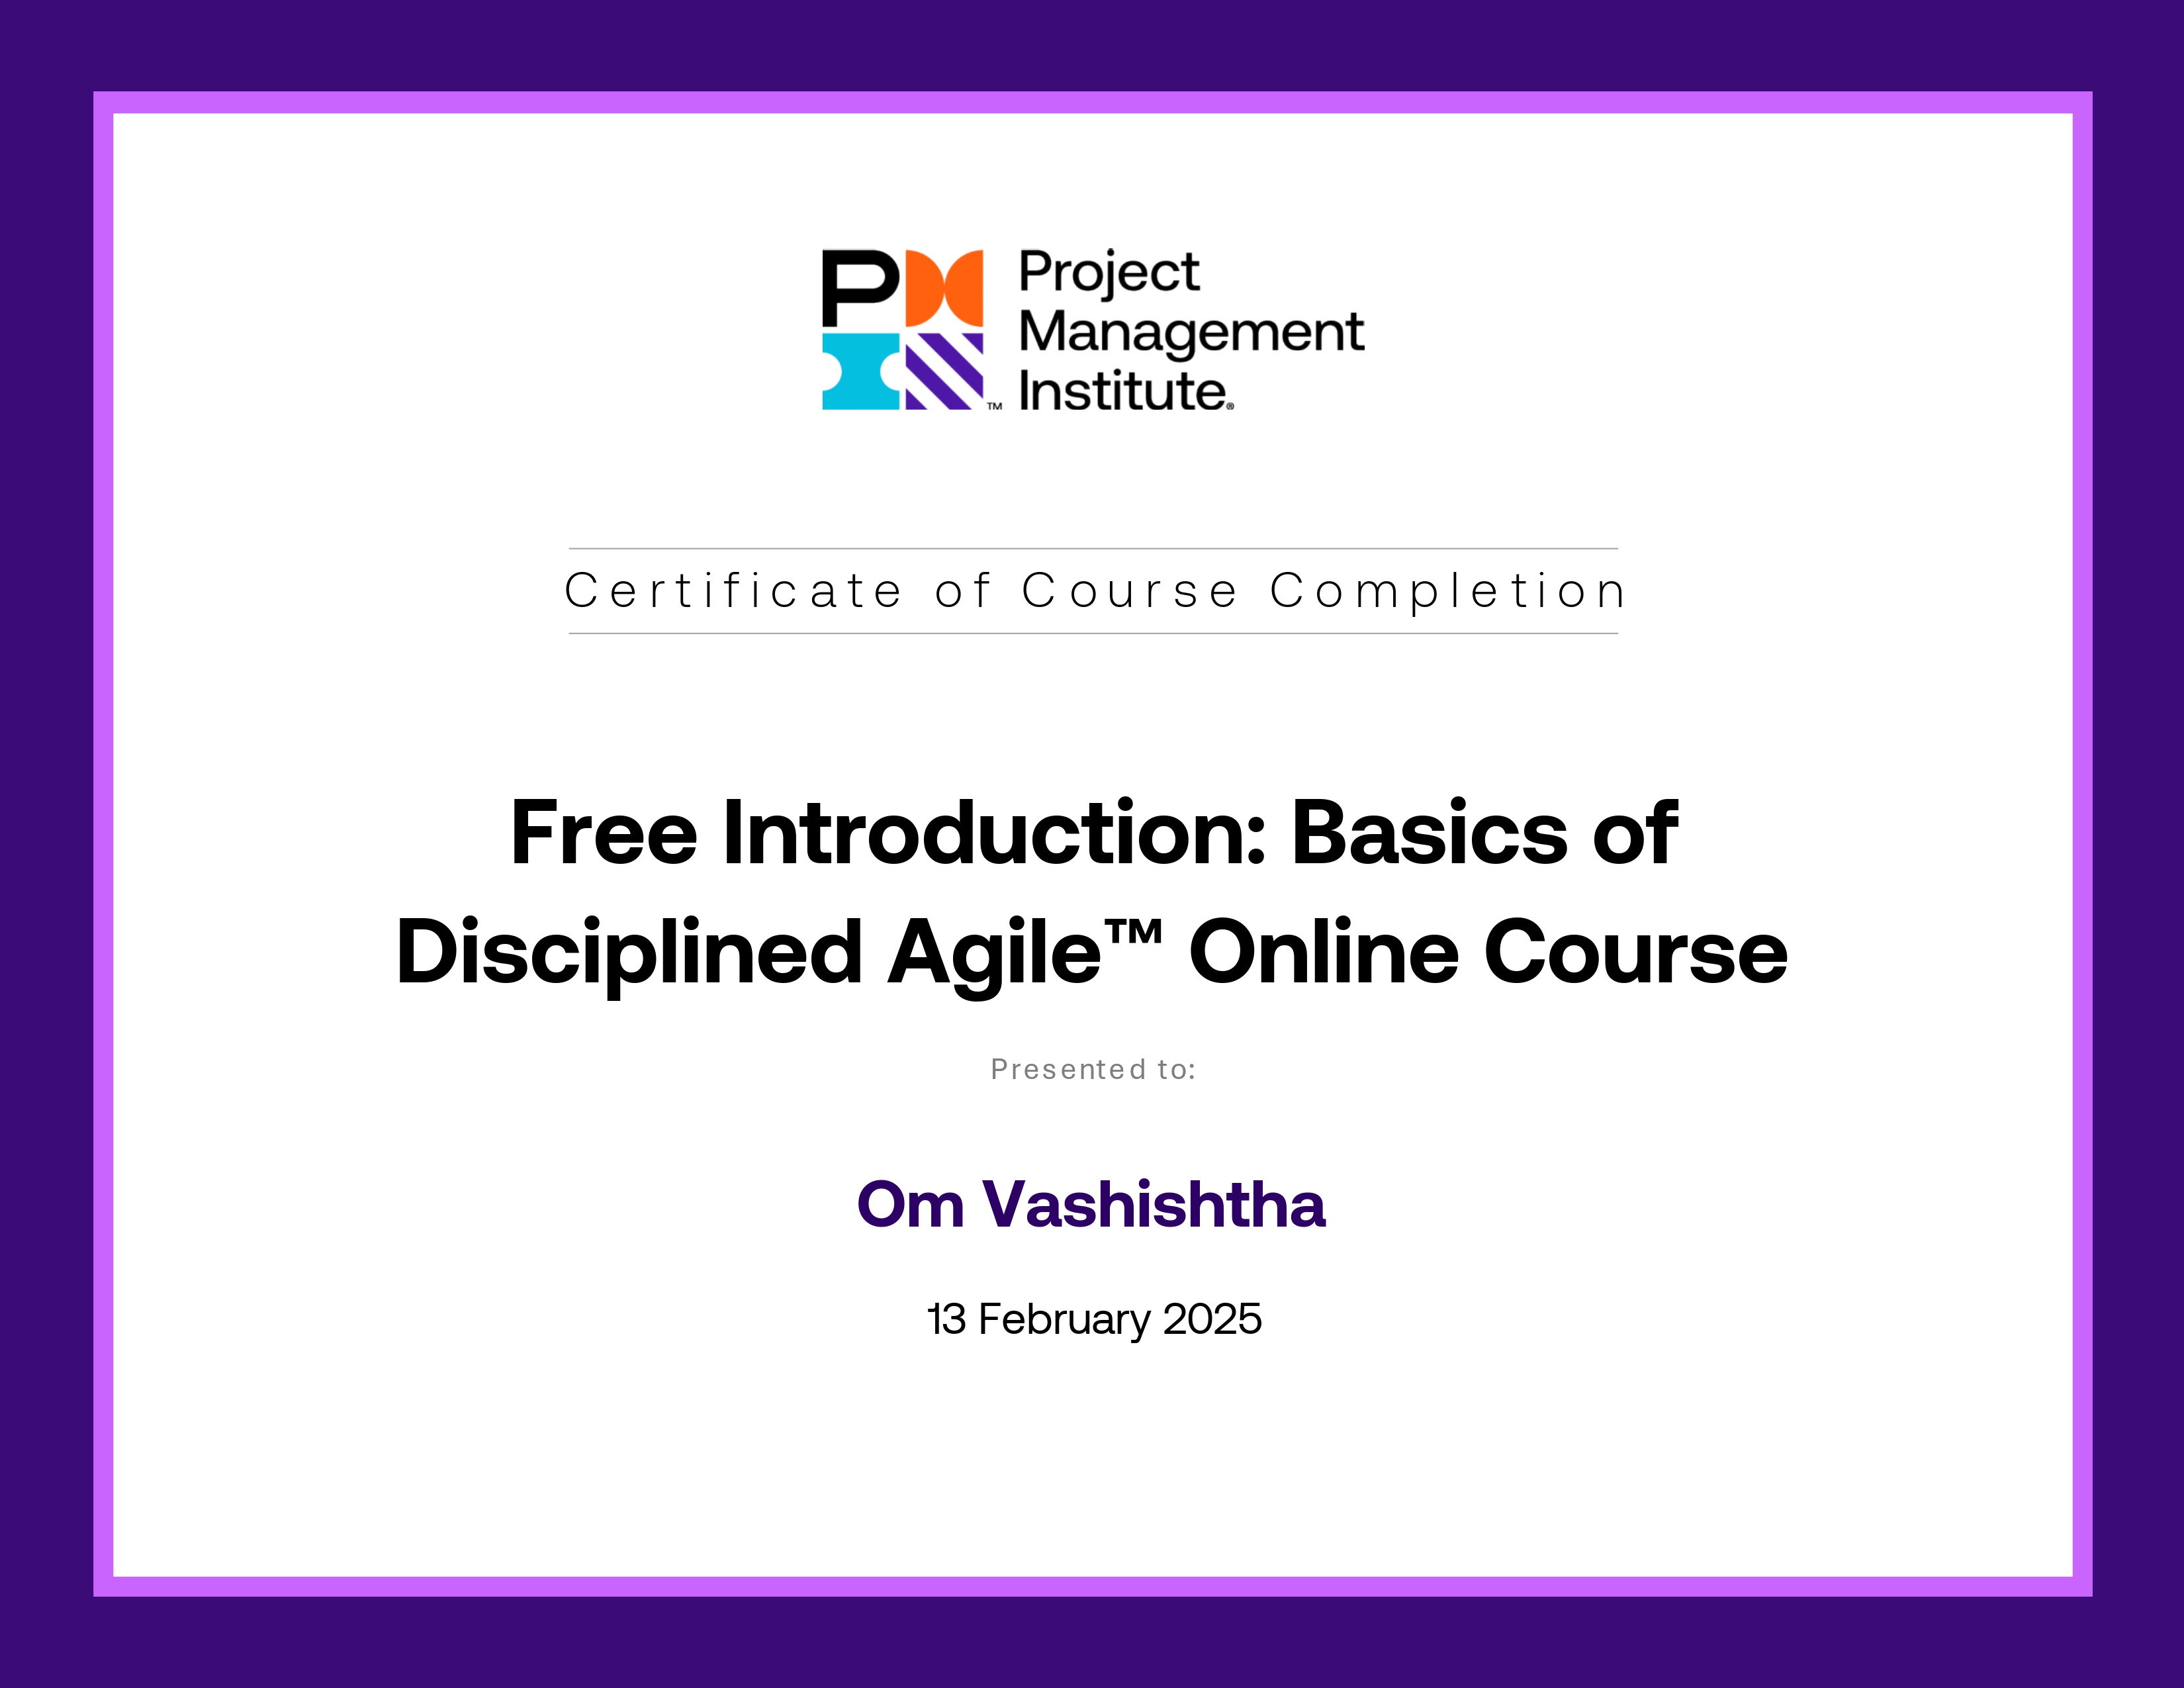 Project
Management
Institute®
™
Certificate of Course Completion
Free Introduction: Basics of
Disciplined Agile™ Online Course
Presented to:
Om Vashishtha
13 February 2025